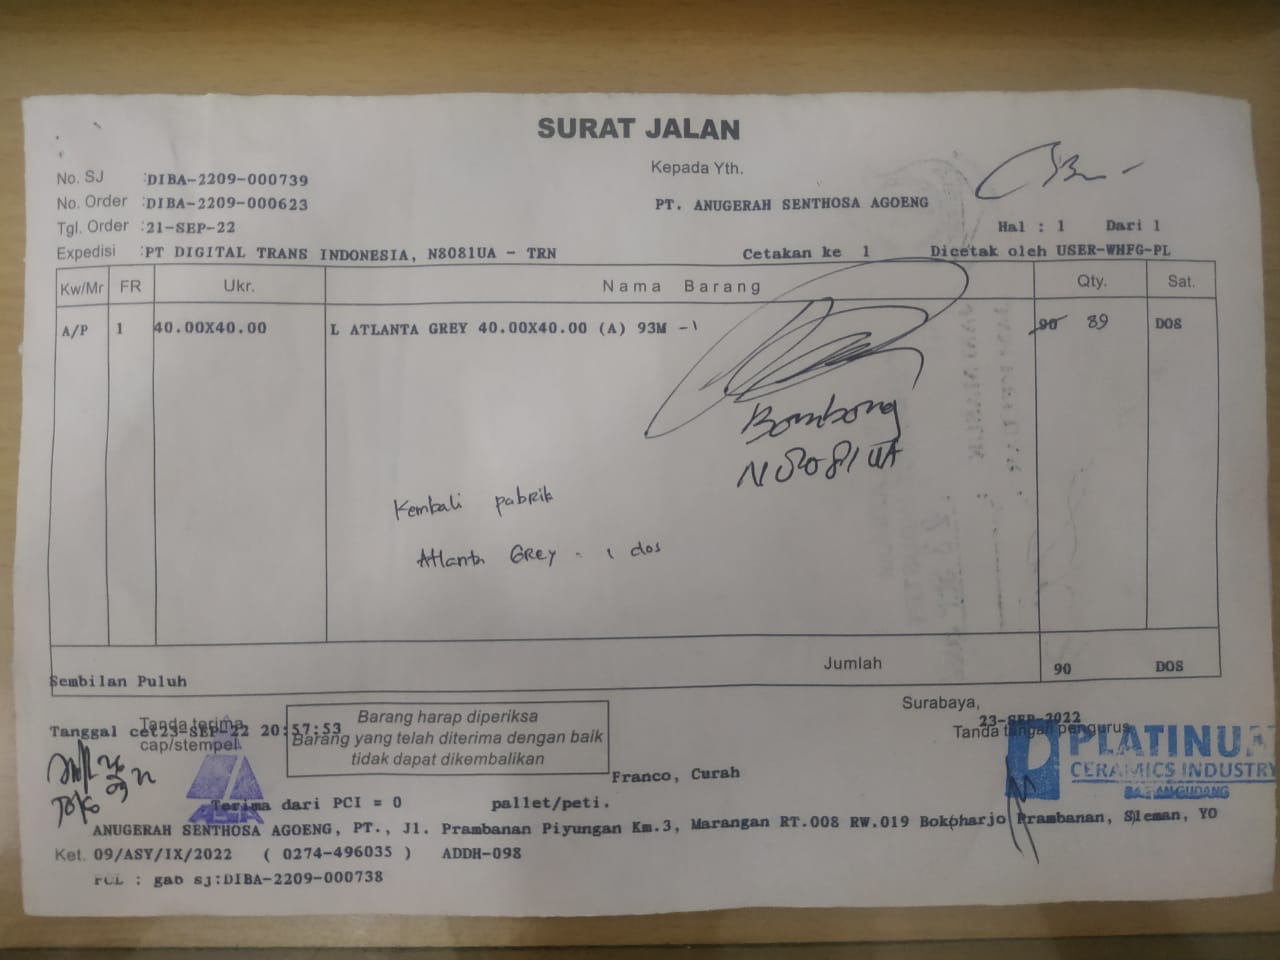 SURAT JALAN
No. SJ :DIBA-2209-000739
Kepada Yth.
No. Order :DIBA-2209-000623
PT. ANUGERAH SENTHOSA AGOENG
Tgl. Order :21-SEP-22
Hal : 1 Dari 1
Expedisi :PT DIGITAL TRANS INDONESIA, N8081UA - TRN
Cetakan ke 1 Dicetak oleh USER-WHFG-PL
Kw/Mr FR Ukr. Nama Barang Qty. Sat.
A/P 1 40.00X40.00 L ATLANTA GREY 40.00X40.00 (A) 93M -1 90 89 DOS
Bombong
N8081UA
Kembali pabrik
Atlanta Grey - 1 dos
Jumlah 90 DOS
Sembilan Puluh
Surabaya,
23-SEP-2022
Tanggal cet23-SEP-22 20:57:53
Tanda terima
cap/stempel
Barang harap diperiksa
Barang yang telah diterima dengan baik
tidak dapat dikembalikan
Tanda tangan pengurus
PLATINUM
CERAMICS INDUSTRY
BAGIAN GUDANG
Franco, Curah
Terima dari PCI = 0 pallet/peti.
ANUGERAH SENTHOSA AGOENG, PT., Jl. Prambanan Piyungan Km.3, Marangan RT.008 RW.019 Bokoharjo Prambanan, Sleman, YO
Ket. 09/ASY/IX/2022 ( 0274-496035 ) ADDH-098
PCL : gab sj:DIBA-2209-000738